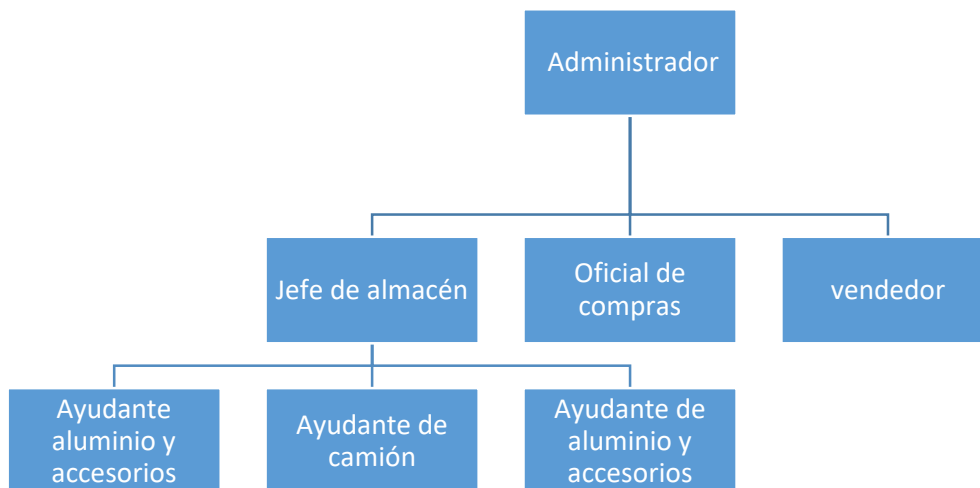 Administrador
Jefe de almacén
Oficial de
compras
vendedor
Ayudante
aluminio y
accesorios
Ayudante de
camión
Ayudante de
aluminio y
accesorios